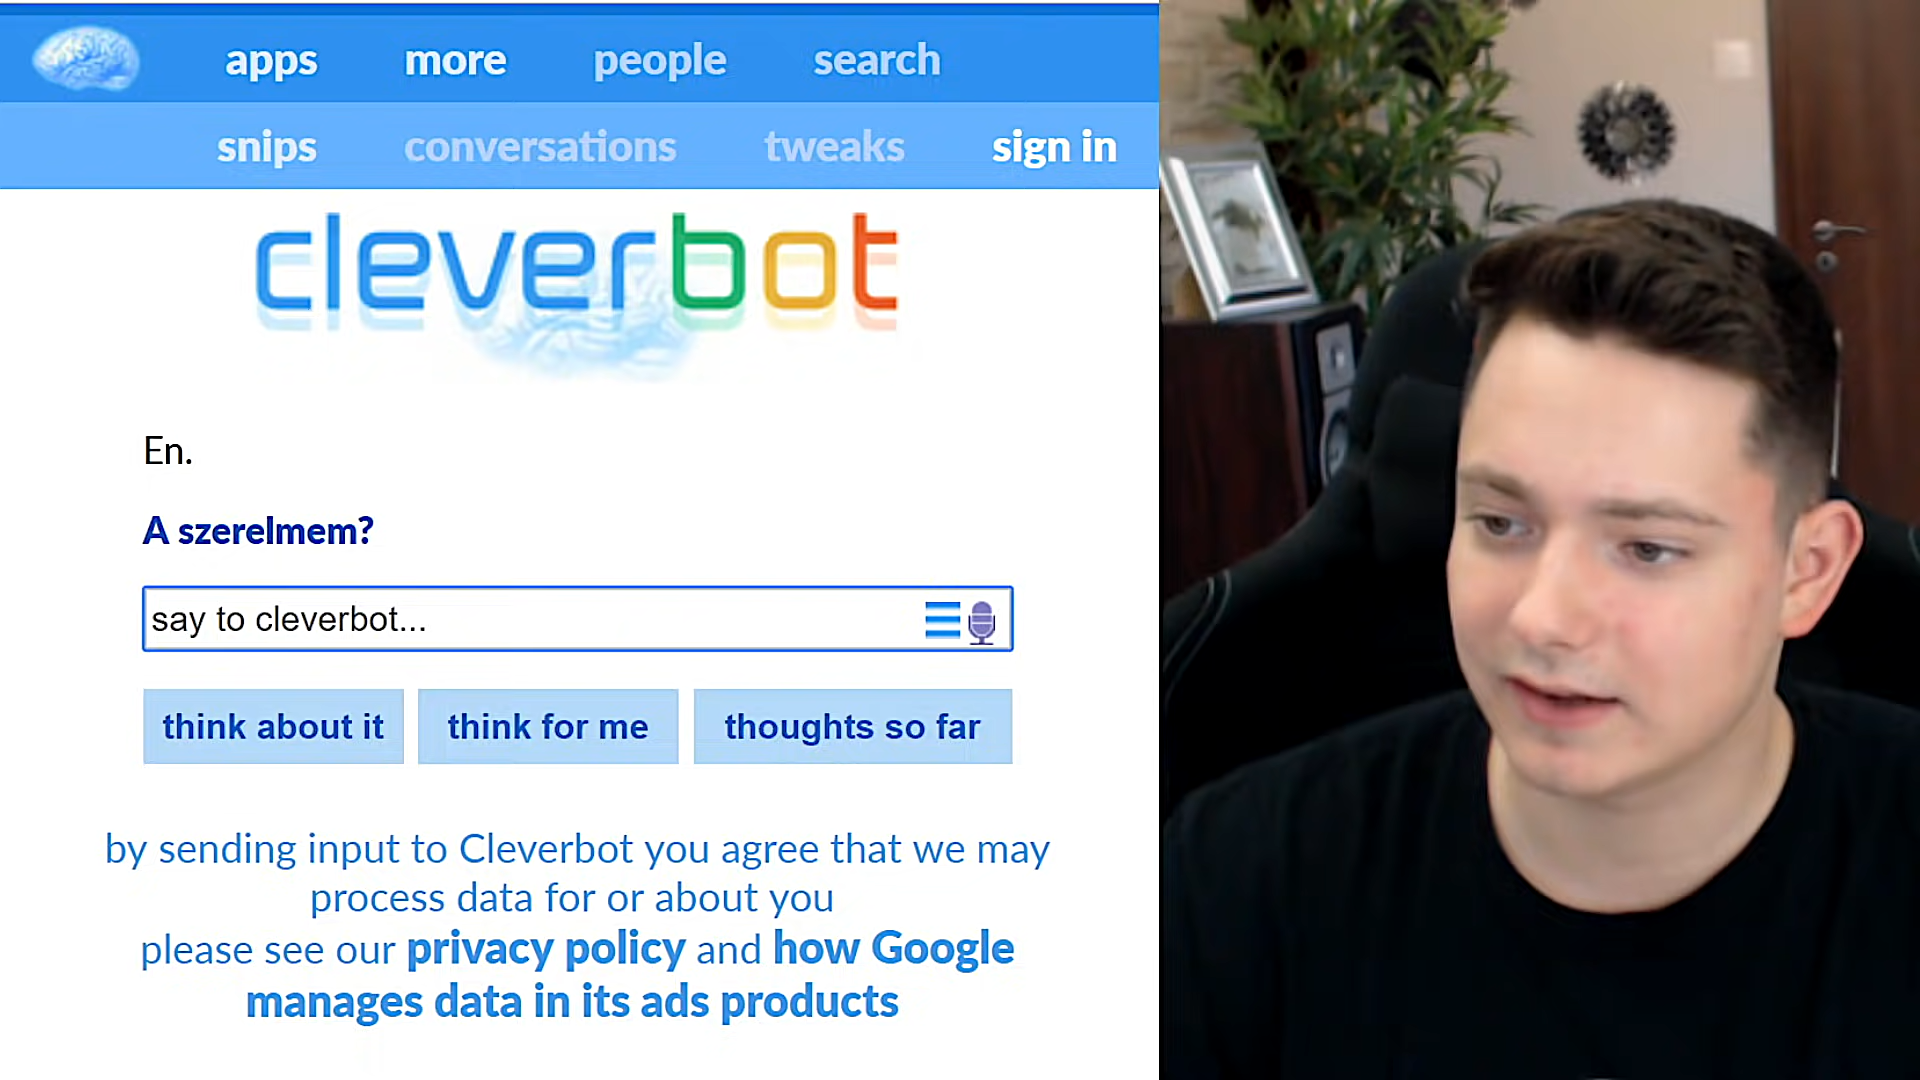 apps more people search
snips conversations tweaks sign in
cleverbot
En.
A szerelmem?
say to cleverbot...
think about it think for me thoughts so far
by sending input to Cleverbot you agree that we may
process data for or about you
please see our privacy policy and how Google
manages data in its ads products